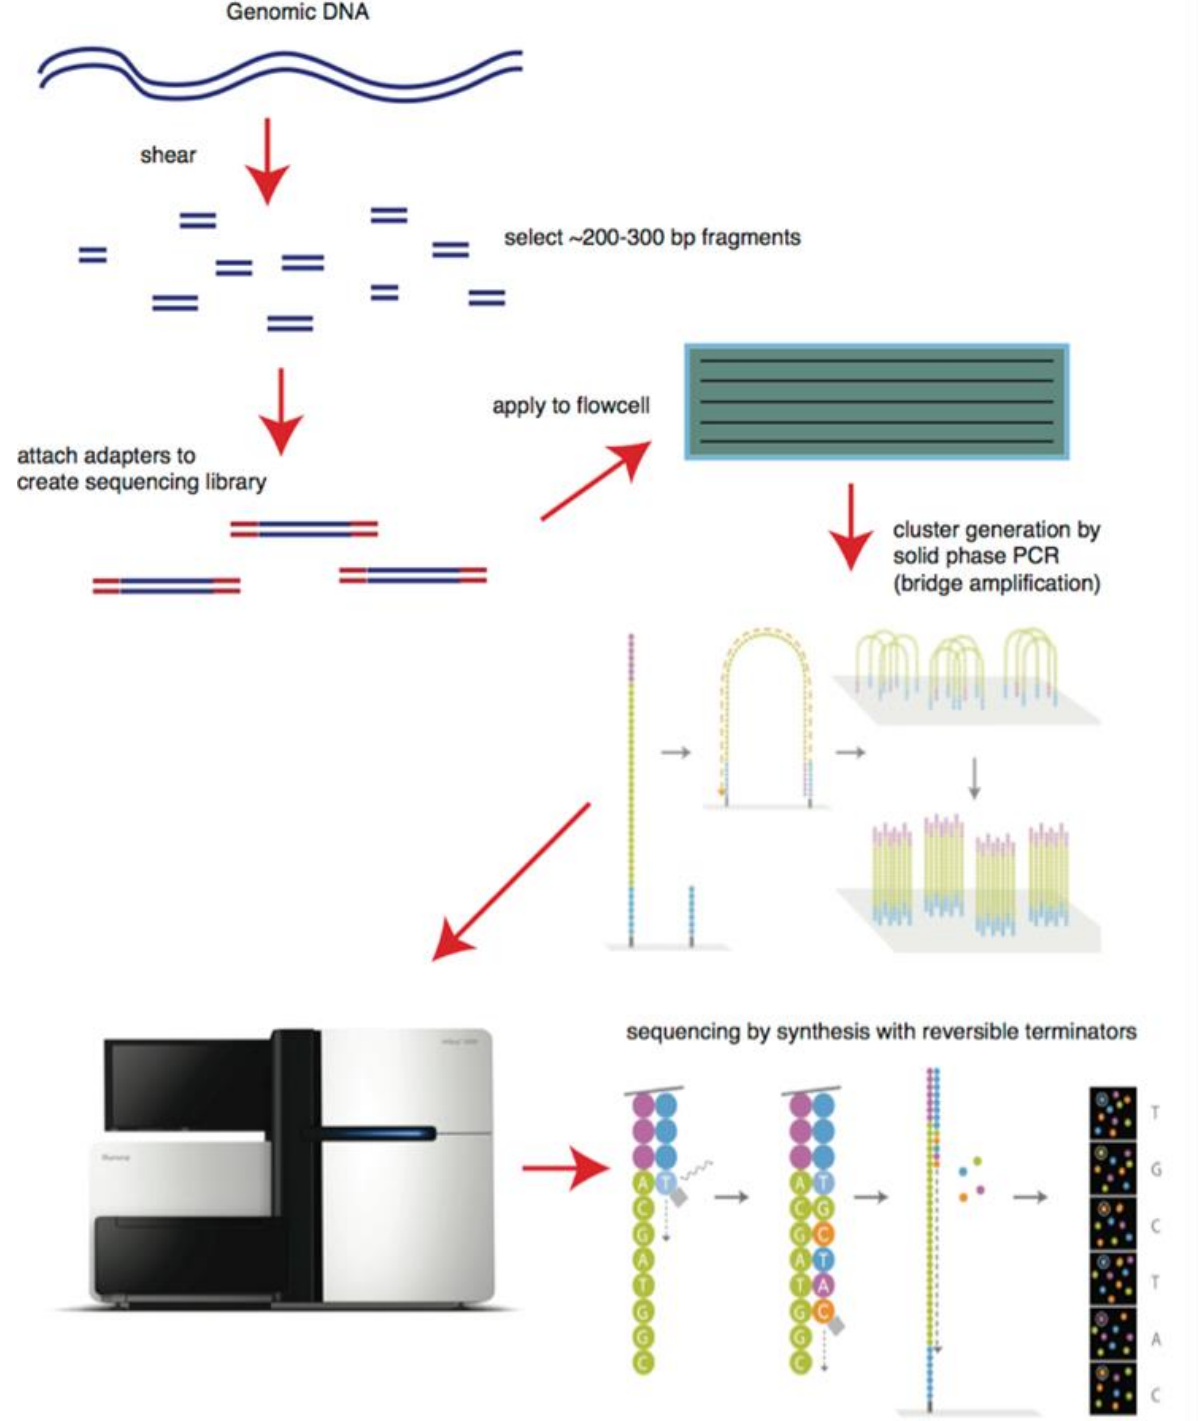 Genomic DNA
shear
select ~200-300 bp fragments
apply to flowcell
attach adapters to
create sequencing library
cluster generation by
solid phase PCR
(bridge amplification)
sequencing by synthesis with reversible terminators
A T
C
G
A
T
G
G
C
A T
C G
G C
A T
T A
G C
G
C
T
G
C
T
A
C